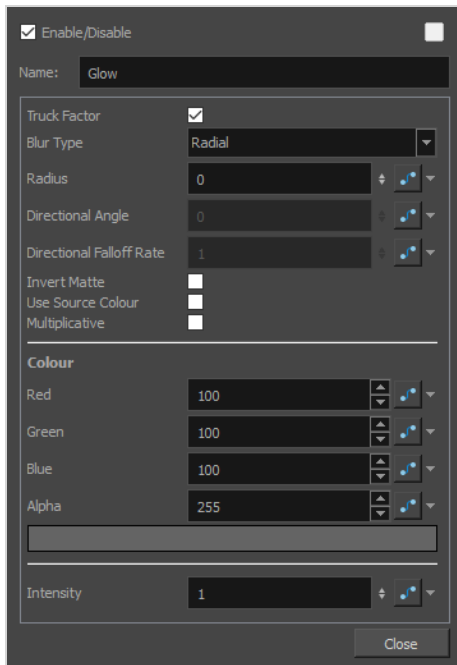 Enable/Disable
Name: Glow
Truck Factor
Blur Type Radial
Radius 0
Directional Angle 0
Directional Falloff Rate 1
Invert Matte
Use Source Colour
Multiplicative
Colour
Red 100
Green 100
Blue 100
Alpha 255
Intensity 1
Close